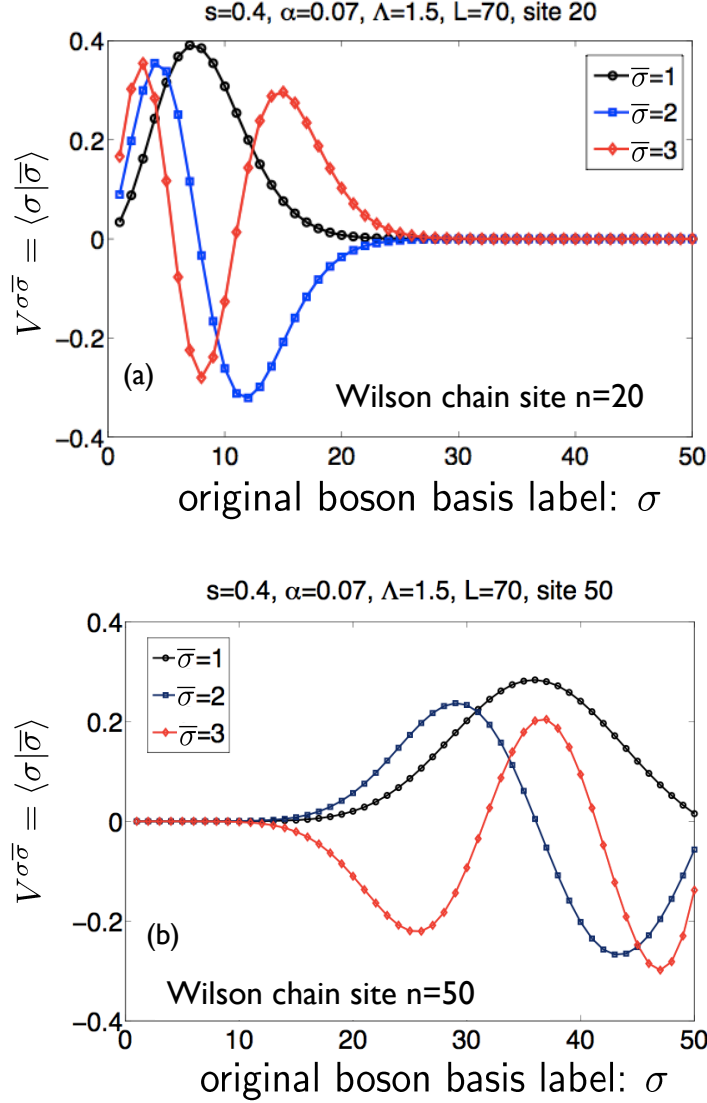 s=0.4, α=0.07, Λ=1.5, L=70, site 20
0.4
0.2
0
−0.2
−0.4
V^{σσ̅} = ⟨σ|σ̅⟩
σ̅=1
σ̅=2
σ̅=3
(a)
Wilson chain site n=20
0 10 20 30 40 50
original boson basis label: σ
s=0.4, α=0.07, Λ=1.5, L=70, site 50
0.4
0.2
0
−0.2
−0.4
V^{σσ̅} = ⟨σ|σ̅⟩
σ̅=1
σ̅=2
σ̅=3
(b)
Wilson chain site n=50
0 10 20 30 40 50
original boson basis label: σ